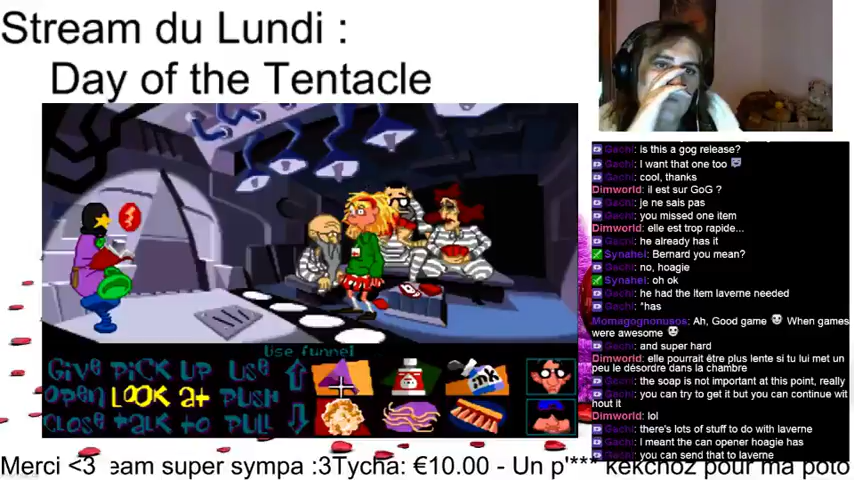 Stream du Lundi :
Day of the Tentacle
Gachi: is this a gog release?
Gachi: I want that one too
Gachi: cool, thanks
Dimworld: il est sur GoG ?
Gachi: je ne sais pas
Gachi: you missed one item
Dimworld: elle est trop rapide...
Gachi: he already has it
Synahel: Bernard you mean?
Gachi: no, hoagie
Synahel: oh ok
Gachi: he had the item laverne needed
Gachi: *has
Momagognonusos: Ah, Good game When games
were awesome
Gachi: and super hard
Dimworld: elle pourrait être plus lente si tu lui met un
peu le désordre dans la chambre
Gachi: the soap is not important at this point, really
Gachi: you can try to get it but you can continue wit
hout it
Dimworld: lol
Gachi: there's lots of stuff to do with laverne
Gachi: I meant the can opener hoagie has
Gachi: you can send that to laverne
Use funnel
Give Pick up Use
Open Look at Push
Close Talk to Pull
ink
Merci <3 eam super sympa :3Tycha: €10.00 - Un p'*** kekchoz pour ma poto